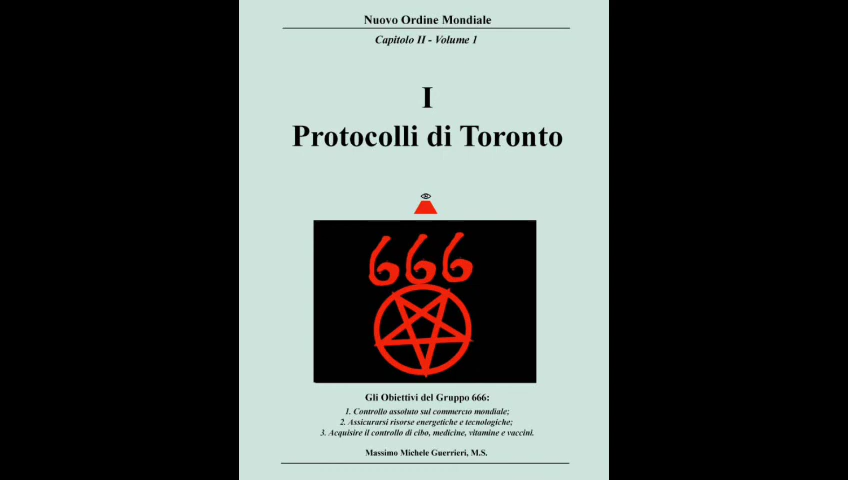 Nuovo Ordine Mondiale
Capitolo II - Volume 1
I
Protocolli di Toronto
666
Gli Obiettivi del Gruppo 666:
1. Controllo assoluto sul commercio mondiale;
2. Assicurarsi risorse energetiche e tecnologiche;
3. Acquisire il controllo di cibo, medicine, vitamine e vaccini.
Massimo Michele Guerrieri, M.S.